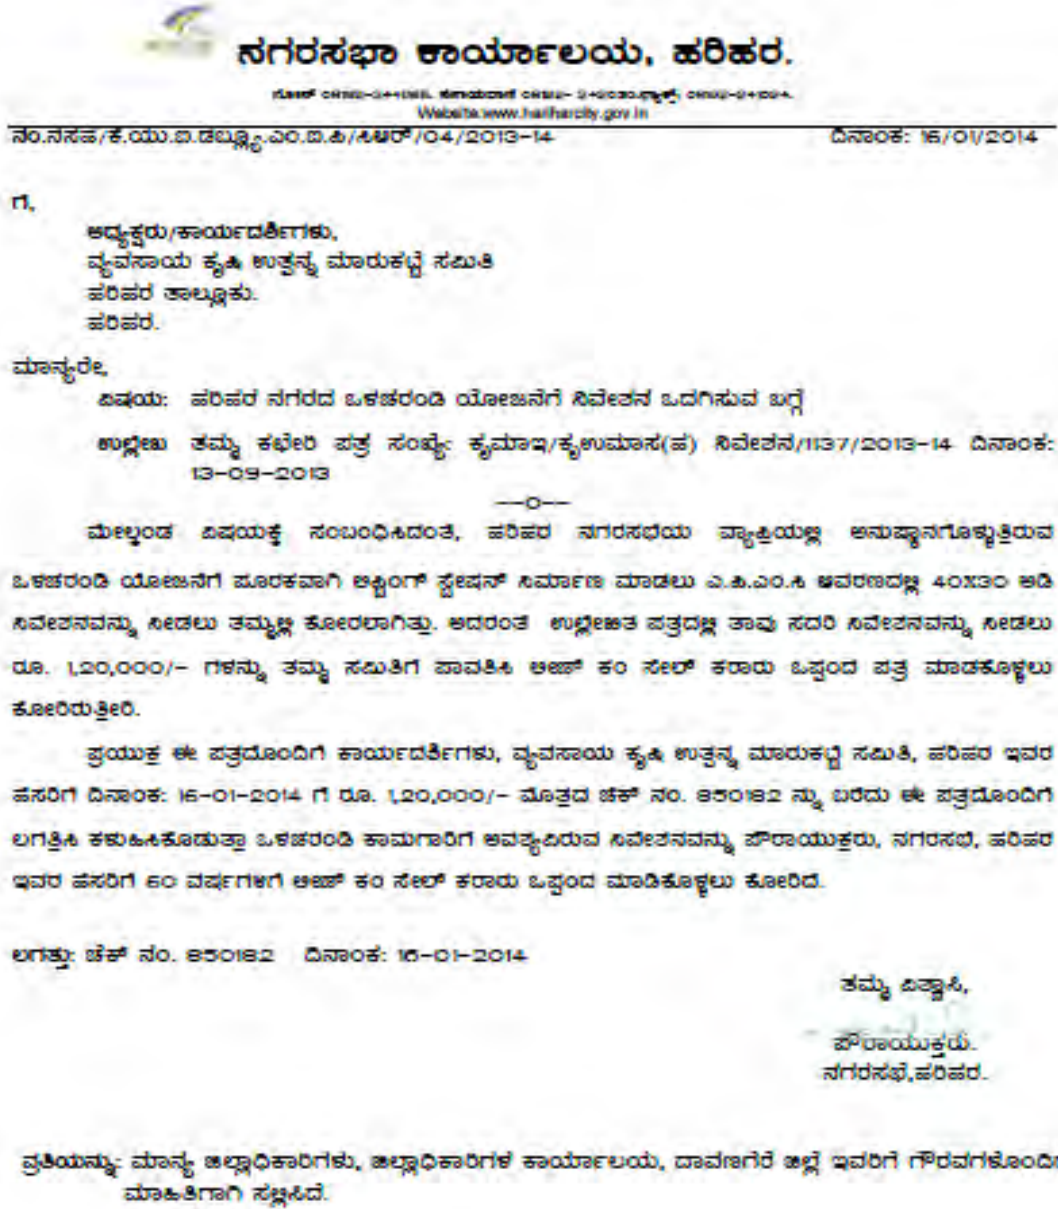 ನಗರಸಭಾ ಕಾರ್ಯಾಲಯ, ಹರಿಹರ.
Website:www.hariharcity.gov.in
ನಂ.ನಸಹ/ಕೆ.ಯು.ಐ.ಡಬ್ಲ್ಯೂ.ಎಂ.ಐ.ಪಿ/ಸಿಆರ್/04/2013-14 ದಿನಾಂಕ: 16/01/2014
ಗೆ,
ಅಧ್ಯಕ್ಷರು/ಕಾರ್ಯದರ್ಶಿಗಳು,
ವ್ಯವಸಾಯ ಕೃಷಿ ಉತ್ಪನ್ನ ಮಾರುಕಟ್ಟೆ ಸಮಿತಿ
ಹರಿಹರ ತಾಲ್ಲೂಕು.
ಹರಿಹರ.
ಮಾನ್ಯರೇ,
ವಿಷಯ: ಹರಿಹರ ನಗರದ ಒಳಚರಂಡಿ ಯೋಜನೆಗೆ ನಿವೇಶನ ಒದಗಿಸುವ ಬಗ್ಗೆ
ಉಲ್ಲೇಖ ತಮ್ಮ ಕಛೇರಿ ಪತ್ರ ಸಂಖ್ಯೆ: ಕೃಮಾಇ/ಕೃಉಮಾಸ(ಹ) ನಿವೇಶನ/1137/2013-14 ದಿನಾಂಕ:
13-09-2013
--0--
ಮೇಲ್ಕಂಡ ವಿಷಯಕ್ಕೆ ಸಂಬಂಧಿಸಿದಂತೆ, ಹರಿಹರ ನಗರಸಭೆಯ ವ್ಯಾಪ್ತಿಯಲ್ಲಿ ಅನುಷ್ಠಾನಗೊಳ್ಳುತ್ತಿರುವ
ಒಳಚರಂಡಿ ಯೋಜನೆಗೆ ಪೂರಕವಾಗಿ ಲಿಫ್ಟಿಂಗ್ ಸ್ಟೇಷನ್ ನಿರ್ಮಾಣ ಮಾಡಲು ಎ.ಪಿ.ಎಂ.ಸಿ ಆವರಣದಲ್ಲಿ 40X30 ಅಡಿ
ನಿವೇಶನವನ್ನು ನೀಡಲು ತಮ್ಮಲ್ಲಿ ಕೋರಲಾಗಿತ್ತು. ಅದರಂತೆ ಉಲ್ಲೇಖಿತ ಪತ್ರದಲ್ಲಿ ತಾವು ಸದರಿ ನಿವೇಶನವನ್ನು ನೀಡಲು
ರೂ. 1,20,000/- ಗಳನ್ನು ತಮ್ಮ ಸಮಿತಿಗೆ ಪಾವತಿಸಿ ಲೀಜ್ ಕಂ ಸೇಲ್ ಕರಾರು ಒಪ್ಪಂದ ಪತ್ರ ಮಾಡಕೊಳ್ಳಲು
ಕೋರಿರುತ್ತೀರಿ.
ಪ್ರಯುಕ್ತ ಈ ಪತ್ರದೊಂದಿಗೆ ಕಾರ್ಯದರ್ಶಿಗಳು, ವ್ಯವಸಾಯ ಕೃಷಿ ಉತ್ಪನ್ನ ಮಾರುಕಟ್ಟೆ ಸಮಿತಿ, ಹರಿಹರ ಇವರ
ಹೆಸರಿಗೆ ದಿನಾಂಕ: 16-01-2014 ಗೆ ರೂ. 1,20,000/- ಮೊತ್ತದ ಚೆಕ್ ನಂ. 850182 ನ್ನು ಬರೆದು ಈ ಪತ್ರದೊಂದಿಗೆ
ಲಗತ್ತಿಸಿ ಕಳುಹಿಸಿಕೊಡುತ್ತಾ ಒಳಚರಂಡಿ ಕಾಮಗಾರಿಗೆ ಅವಶ್ಯವಿರುವ ನಿವೇಶನವನ್ನು ಪೌರಾಯುಕ್ತರು, ನಗರಸಭೆ, ಹರಿಹರ
ಇವರ ಹೆಸರಿಗೆ 60 ವರ್ಷಗಳಿಗೆ ಲೀಜ್ ಕಂ ಸೇಲ್ ಕರಾರು ಒಪ್ಪಂದ ಮಾಡಿಕೊಳ್ಳಲು ಕೋರಿದೆ.
ಲಗತ್ತು: ಚೆಕ್ ನಂ. 850182 ದಿನಾಂಕ: 16-01-2014
ತಮ್ಮ ವಿಶ್ವಾಸಿ,
ಪೌರಾಯುಕ್ತರು.
ನಗರಸಭೆ,ಹರಿಹರ.
ಪ್ರತಿಯನ್ನು: ಮಾನ್ಯ ಜಿಲ್ಲಾಧಿಕಾರಿಗಳು, ಜಿಲ್ಲಾಧಿಕಾರಿಗಳ ಕಾರ್ಯಾಲಯ, ದಾವಣಗೆರೆ ಜಿಲ್ಲೆ ಇವರಿಗೆ
ಮಾಹಿತಿಗಾಗಿ ಸಲ್ಲಿಸಿದೆ.